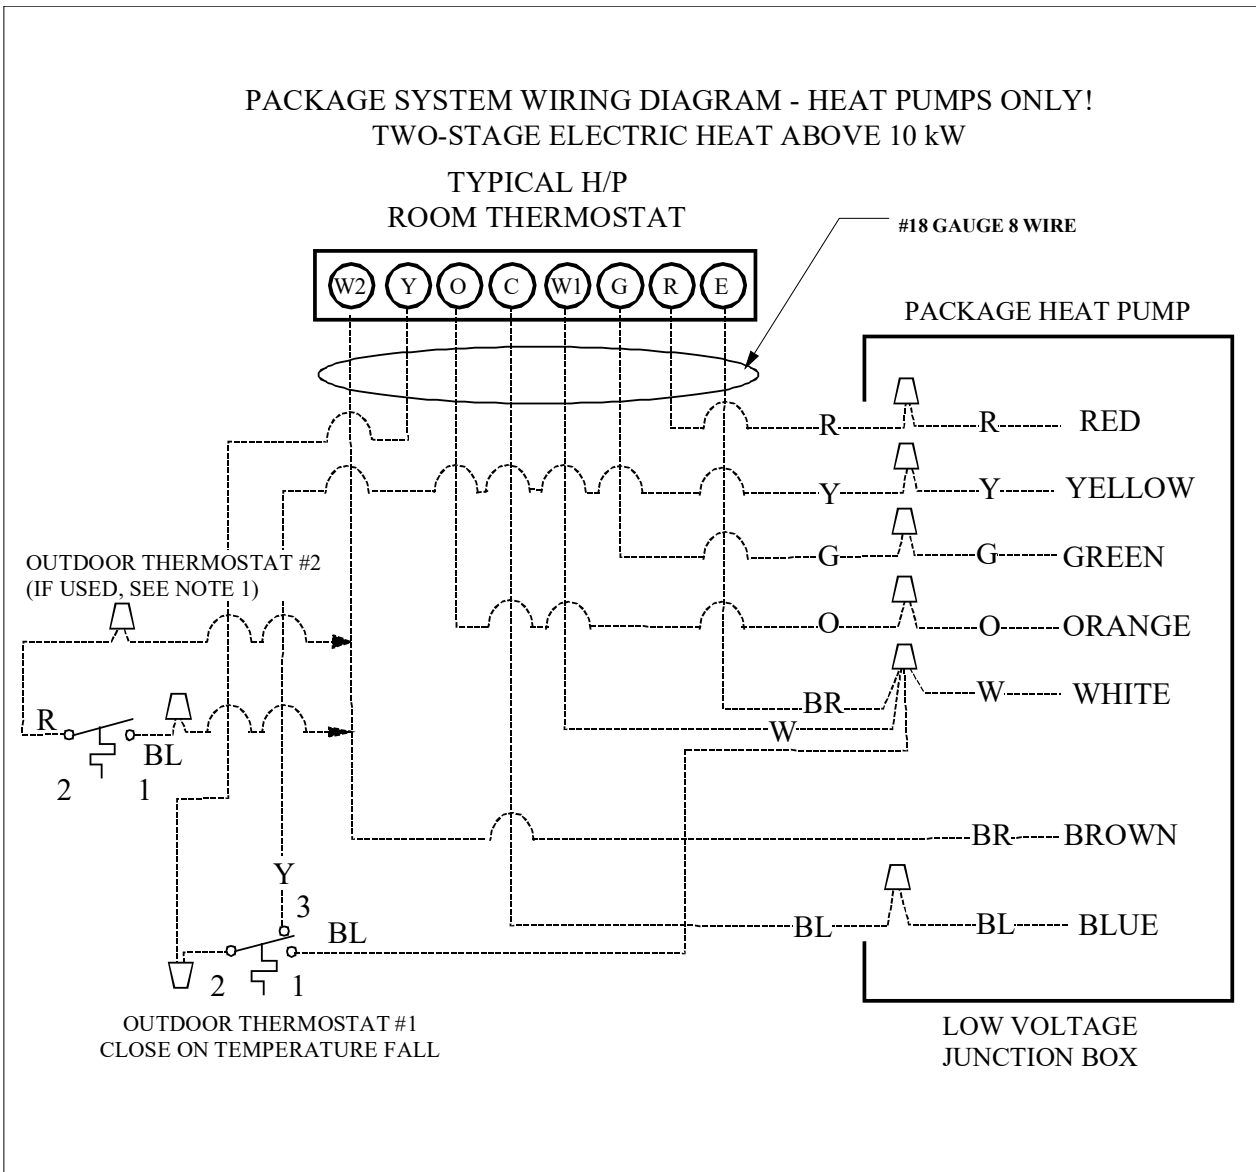 PACKAGE SYSTEM WIRING DIAGRAM - HEAT PUMPS ONLY!
TWO-STAGE ELECTRIC HEAT ABOVE 10 kW
TYPICAL H/P
ROOM THERMOSTAT
#18 GAUGE 8 WIRE
W2 Y O C W1 G R E
PACKAGE HEAT PUMP
R R RED
Y Y YELLOW
OUTDOOR THERMOSTAT #2
(IF USED, SEE NOTE 1)
G G GREEN
O O ORANGE
BR W WHITE
W
R
BL
2 1
BR BROWN
Y
3
BL
BL BL BLUE
2 1
OUTDOOR THERMOSTAT #1
CLOSE ON TEMPERATURE FALL
LOW VOLTAGE
JUNCTION BOX